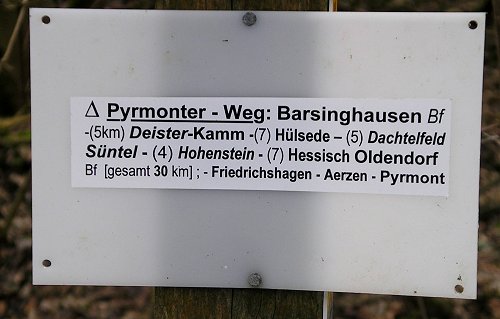 Δ Pyrmonter - Weg: Barsinghausen Bf
-(5km) Deister-Kamm -(7) Hülsede – (5) Dachtelfeld
Süntel - (4) Hohenstein - (7) Hessisch Oldendorf
Bf [gesamt 30 km] ; - Friedrichshagen - Aerzen - Pyrmont